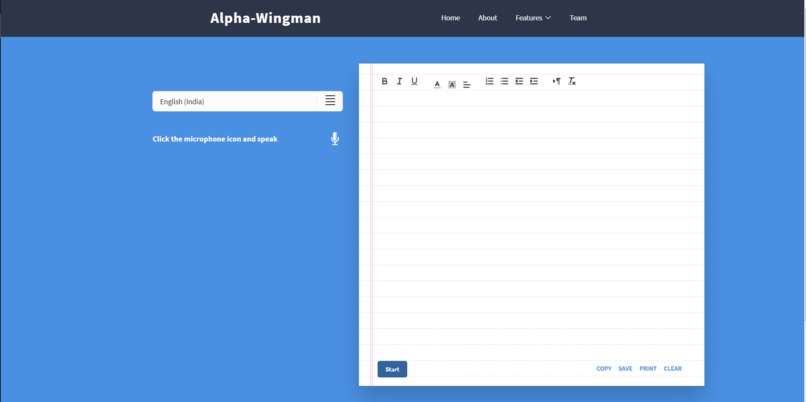 Alpha-Wingman
Home About Features Team
English (India)
Click the microphone icon and speak
B I U A A
Start
COPY SAVE PRINT CLEAR